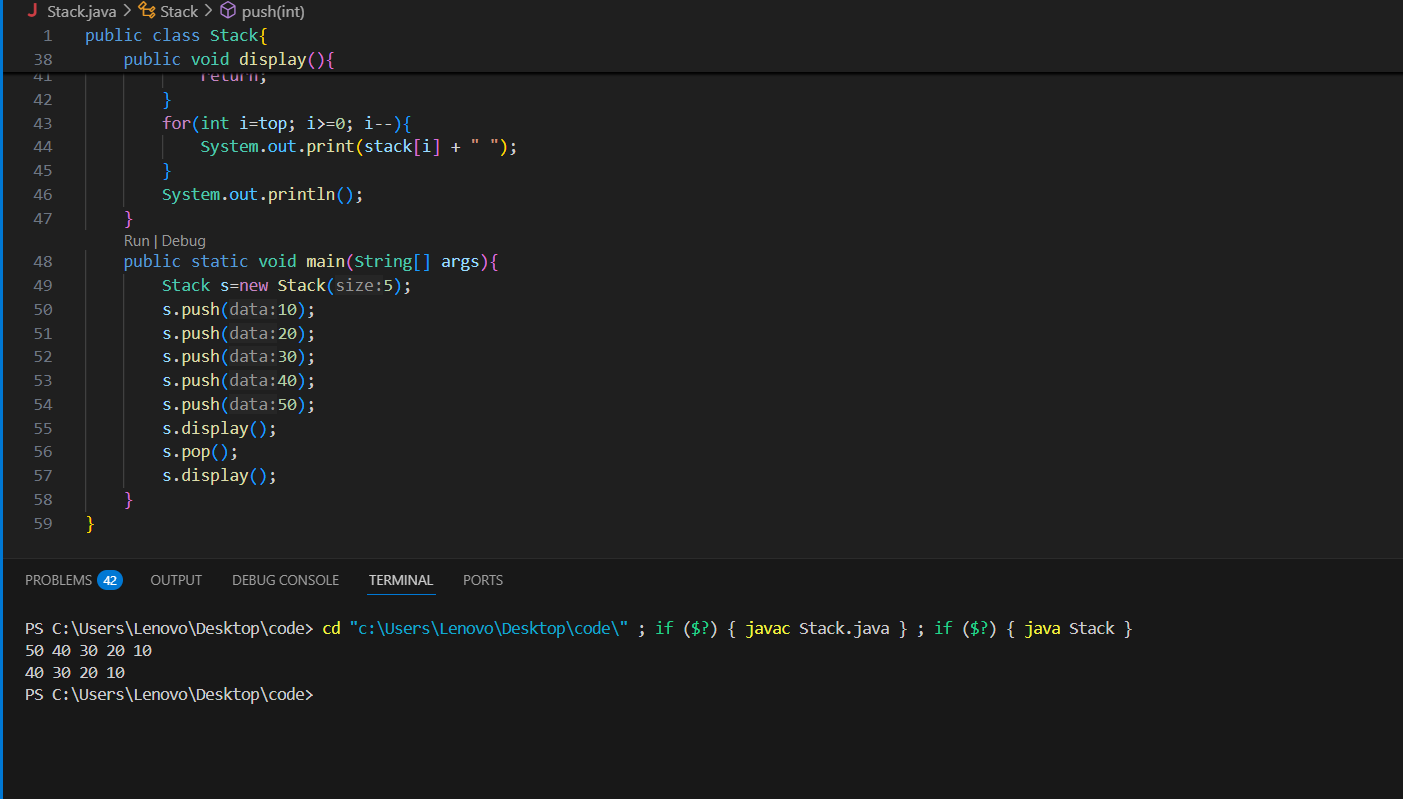 Stack.java > Stack > push(int)
1 public class Stack{
38 public void display(){
41 return;
42 }
43 for(int i=top; i>=0; i--){
44 System.out.print(stack[i] + " ");
45 }
46 System.out.println();
47 }
Run | Debug
48 public static void main(String[] args){
49 Stack s=new Stack(size:5);
50 s.push(data:10);
51 s.push(data:20);
52 s.push(data:30);
53 s.push(data:40);
54 s.push(data:50);
55 s.display();
56 s.pop();
57 s.display();
58 }
59 }
PROBLEMS 42 OUTPUT DEBUG CONSOLE TERMINAL PORTS
PS C:\Users\Lenovo\Desktop\code> cd "c:\Users\Lenovo\Desktop\code\" ; if ($?) { javac Stack.java } ; if ($?) { java Stack }
50 40 30 20 10
40 30 20 10
PS C:\Users\Lenovo\Desktop\code>